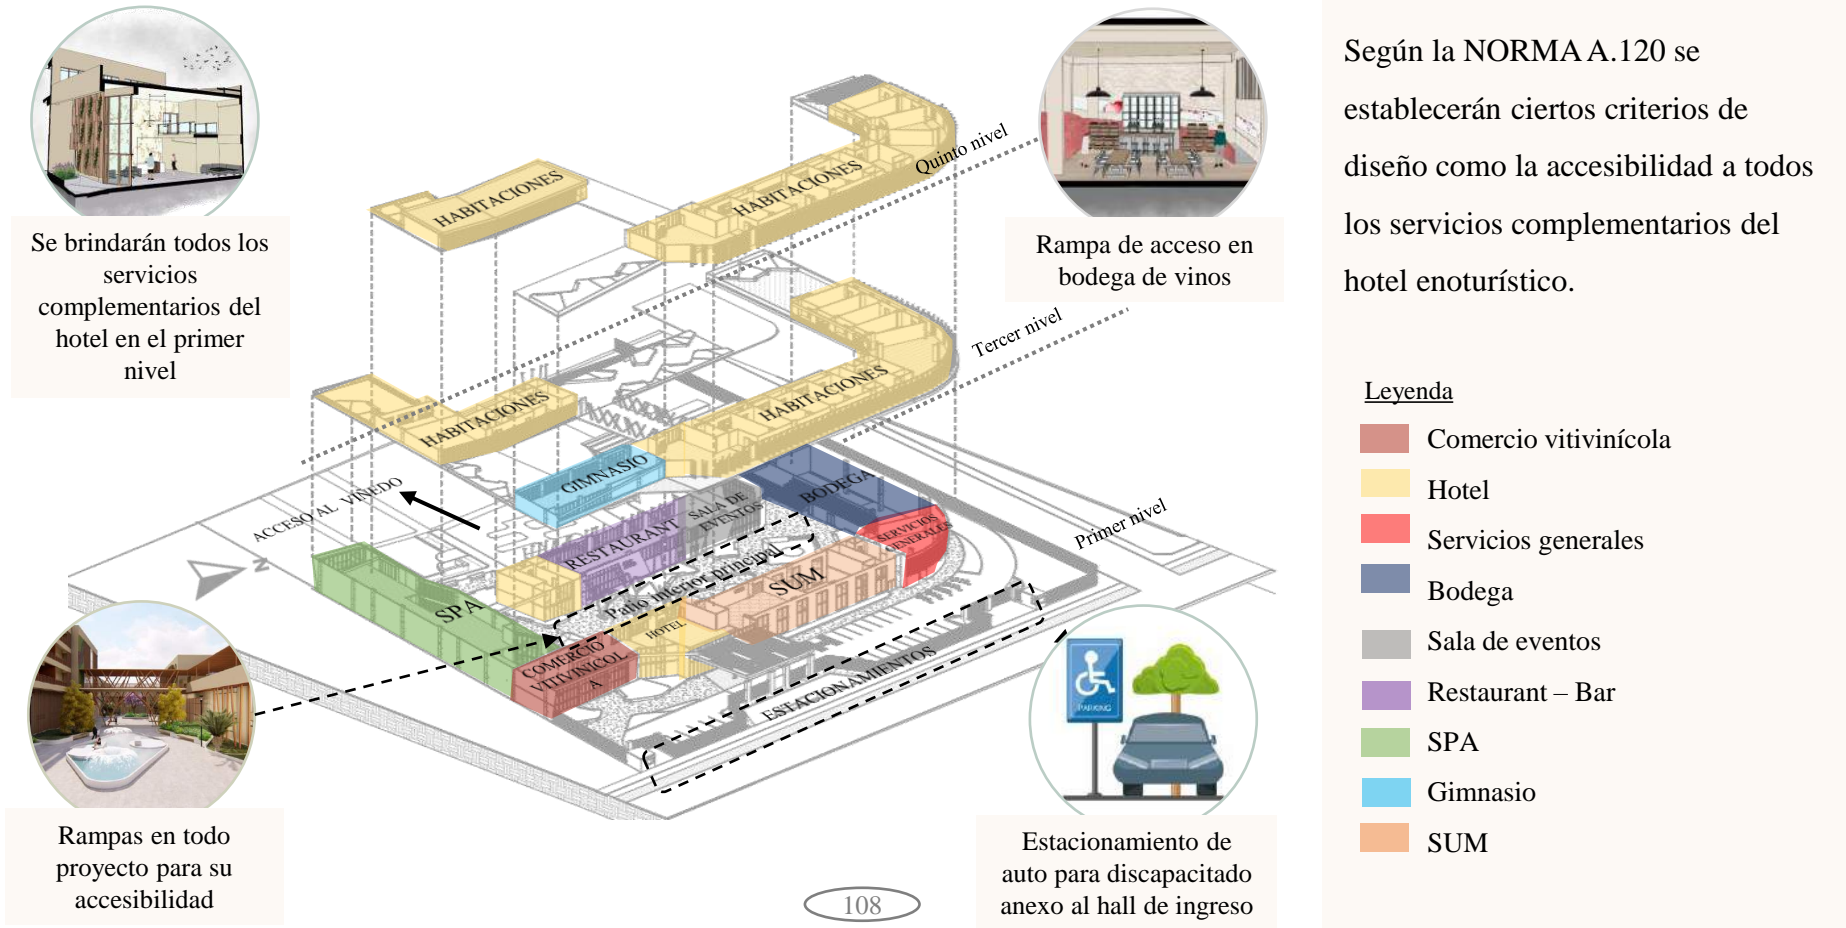 Se brindarán todos los
servicios
complementarios del
hotel en el primer
nivel
Rampas en todo
proyecto para su
accesibilidad
HABITACIONES
HABITACIONES
Quinto nivel
HABITACIONES
HABITACIONES
Tercer nivel
GIMNASIO
ACCESO AL VIÑEDO
N
RESTAURANT
SALA DE
EVENTOS
BODEGA
SERVICIOS
GENERALES
Primer nivel
SPA
Patio interior principal
SUM
HOTEL
COMERCIO
VITIVINICOL
A
ESTACIONAMIENTOS
Rampa de acceso en
bodega de vinos
PARKING
Estacionamiento de
auto para discapacitado
anexo al hall de ingreso
108
Según la NORMA A.120 se
establecerán ciertos criterios de
diseño como la accesibilidad a todos
los servicios complementarios del
hotel enoturístico.
Leyenda
Comercio vitivinícola
Hotel
Servicios generales
Bodega
Sala de eventos
Restaurant – Bar
SPA
Gimnasio
SUM